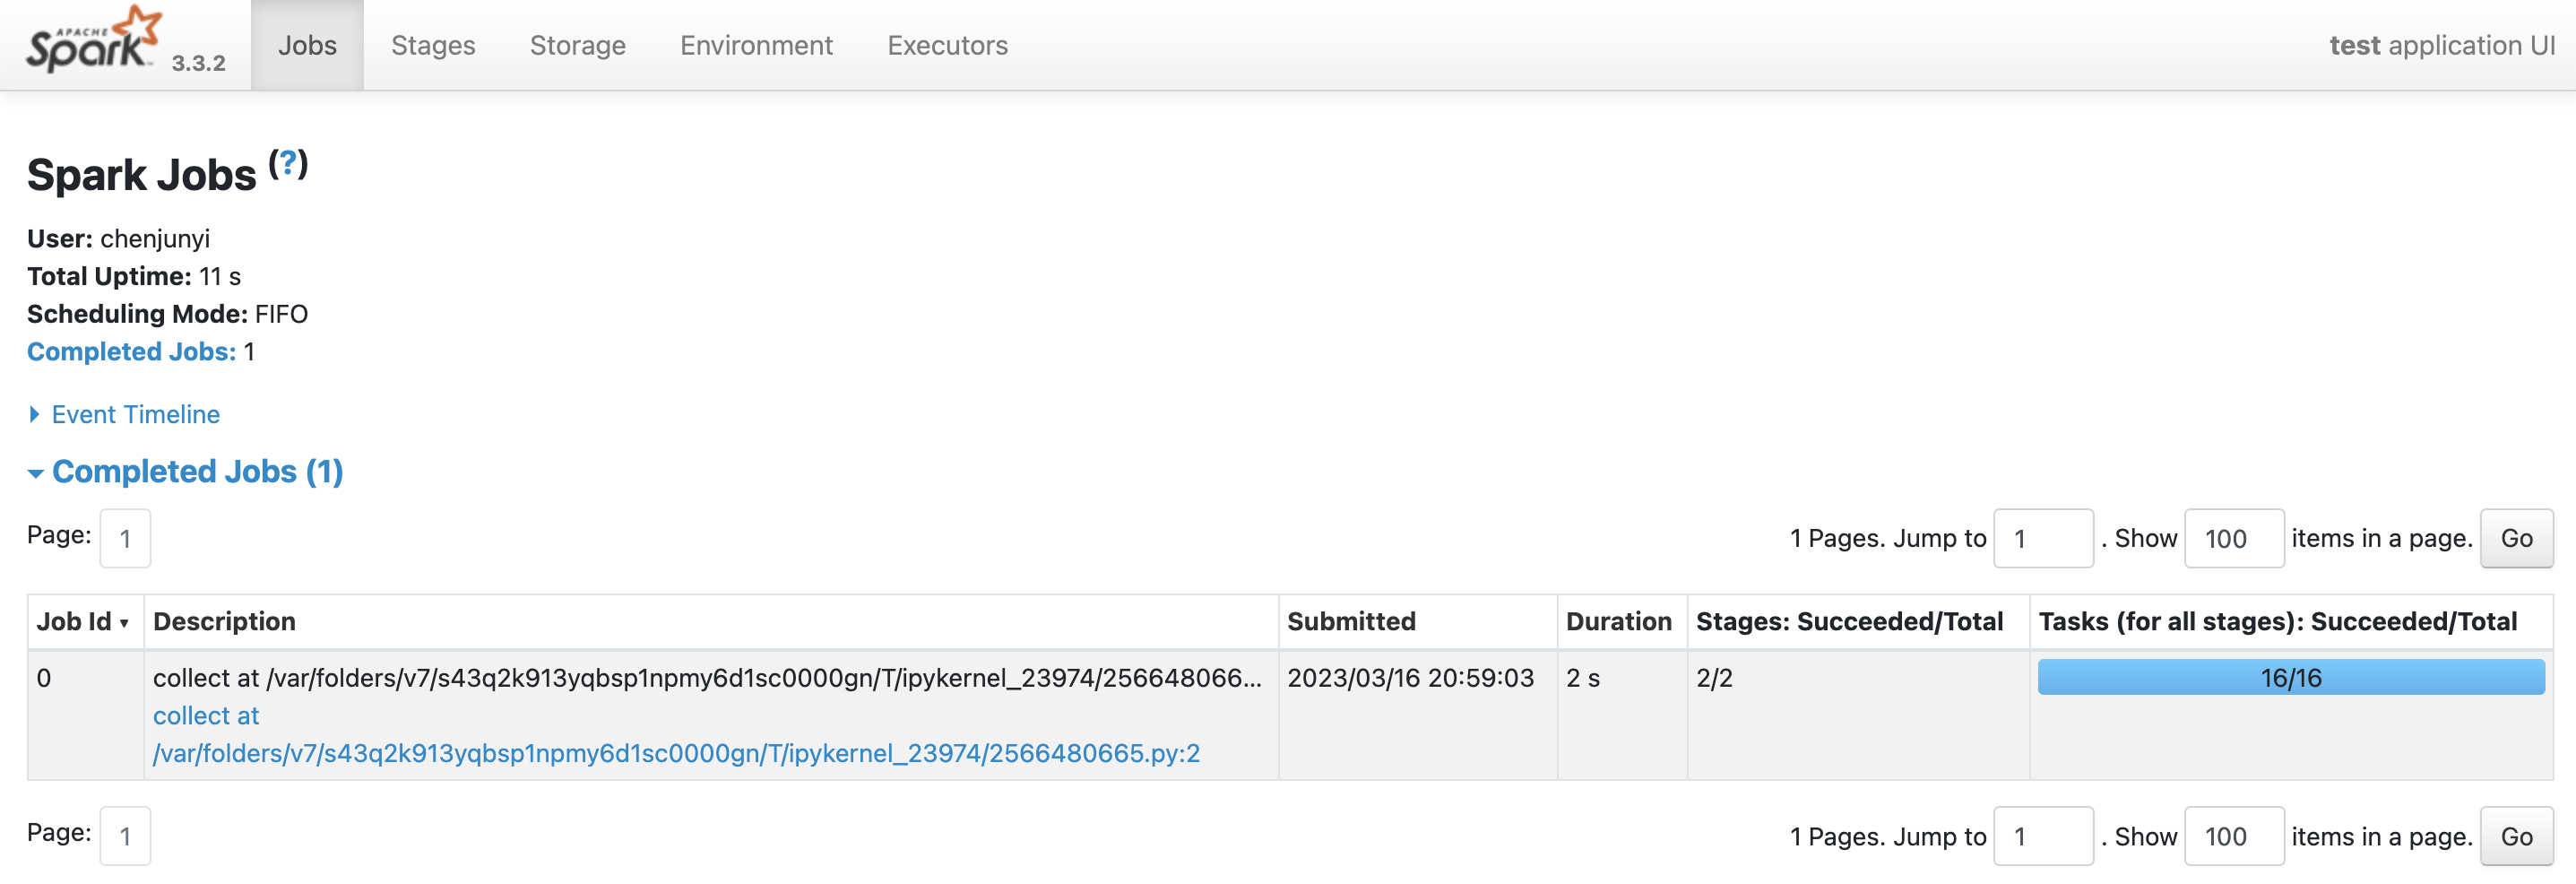 APACHE
Spark 3.3.2 Jobs Stages Storage Environment Executors test application UI
Spark Jobs (?)
User: chenjunyi
Total Uptime: 11 s
Scheduling Mode: FIFO
Completed Jobs: 1
Event Timeline
Completed Jobs (1)
Page: 1 1 Pages. Jump to 1 . Show 100 items in a page. Go
Job Id ▾ Description Submitted Duration Stages: Succeeded/Total Tasks (for all stages): Succeeded/Total
0 collect at /var/folders/v7/s43q2k913yqbsp1npmy6d1sc0000gn/T/ipykernel_23974/256648066... 2023/03/16 20:59:03 2 s 2/2 16/16
collect at
/var/folders/v7/s43q2k913yqbsp1npmy6d1sc0000gn/T/ipykernel_23974/2566480665.py:2
Page: 1 1 Pages. Jump to 1 . Show 100 items in a page. Go